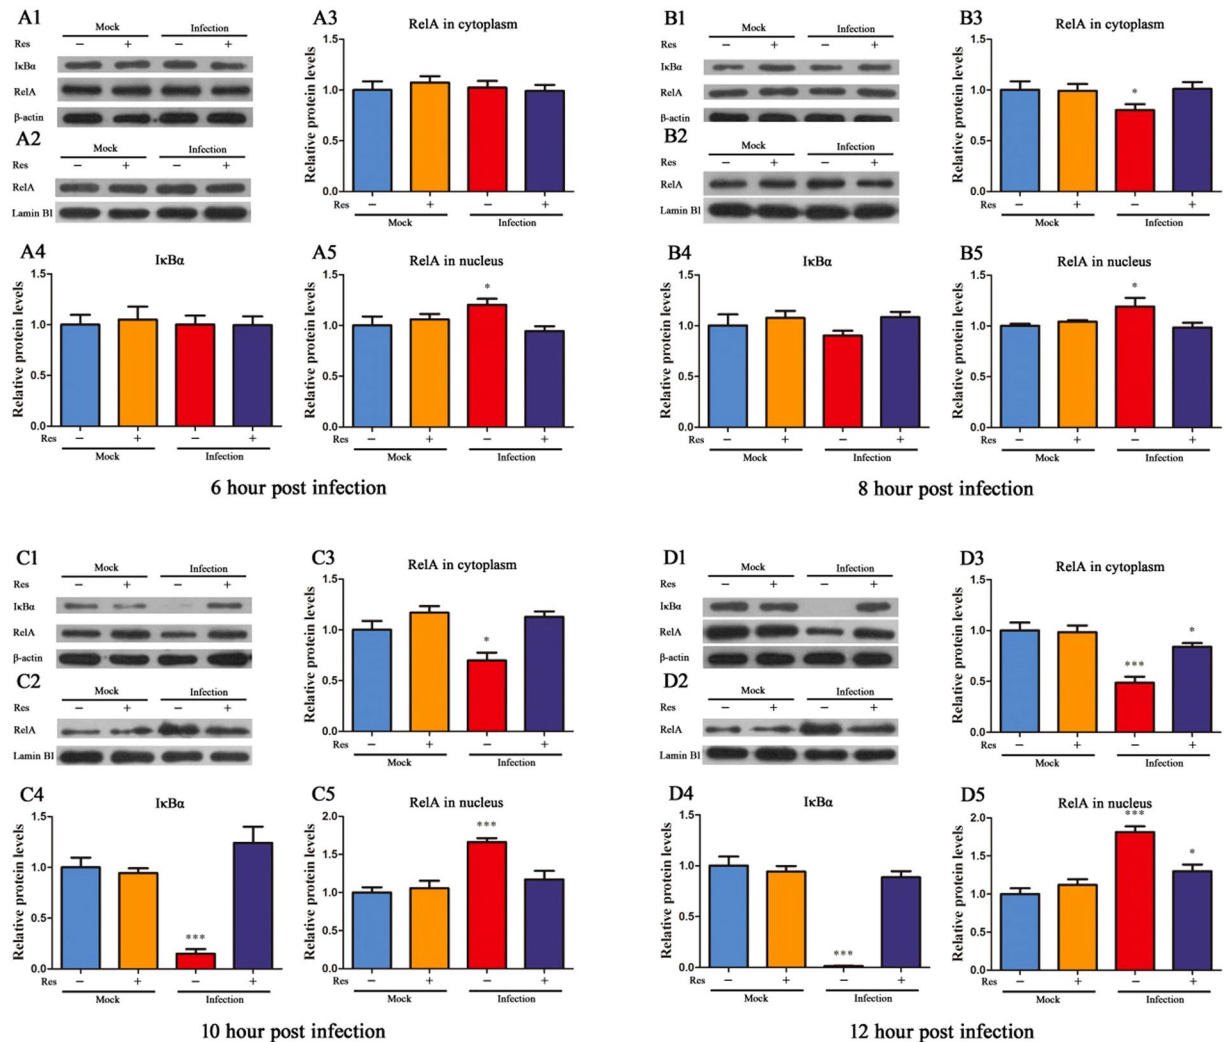 A1
Mock Infection
Res – + – +
IκBα
RelA
β-actin
A2
Mock Infection
Res – + – +
RelA
Lamin B1
A3
RelA in cytoplasm
Relative protein levels
1.5
1.0
0.5
0.0
Res – + – +
Mock Infection
A4
IκBα
Relative protein levels
1.5
1.0
0.5
0.0
Res – + – +
Mock Infection
A5
RelA in nucleus
Relative protein levels
1.5
1.0
0.5
0.0
*
Res – + – +
Mock Infection
6 hour post infection
B1
Mock Infection
Res – + – +
IκBα
RelA
β-actin
B2
Mock Infection
Res – + – +
RelA
Lamin B1
B3
RelA in cytoplasm
Relative protein levels
1.5
1.0
0.5
0.0
*
Res – + – +
Mock Infection
B4
IκBα
Relative protein levels
1.5
1.0
0.5
0.0
Res – + – +
Mock Infection
B5
RelA in nucleus
Relative protein levels
1.5
1.0
0.5
0.0
*
Res – + – +
Mock Infection
8 hour post infection
C1
Mock Infection
Res – + – +
IκBα
RelA
β-actin
C2
Mock Infection
Res – + – +
RelA
Lamin B1
C3
RelA in cytoplasm
Relative protein levels
1.5
1.0
0.5
0.0
*
Res – + – +
Mock Infection
C4
IκBα
Relative protein levels
1.5
1.0
0.5
0.0
***
Res – + – +
Mock Infection
C5
RelA in nucleus
Relative protein levels
2.0
1.5
1.0
0.5
0.0
***
Res – + – +
Mock Infection
10 hour post infection
D1
Mock Infection
Res – + – +
IκBα
RelA
β-actin
D2
Mock Infection
Res – + – +
RelA
Lamin B1
D3
RelA in cytoplasm
Relative protein levels
1.5
1.0
0.5
0.0
*** *
Res – + – +
Mock Infection
D4
IκBα
Relative protein levels
1.5
1.0
0.5
0.0
***
Res – + – +
Mock Infection
D5
RelA in nucleus
Relative protein levels
2.0
1.5
1.0
0.5
0.0
*** *
Res – + – +
Mock Infection
12 hour post infection